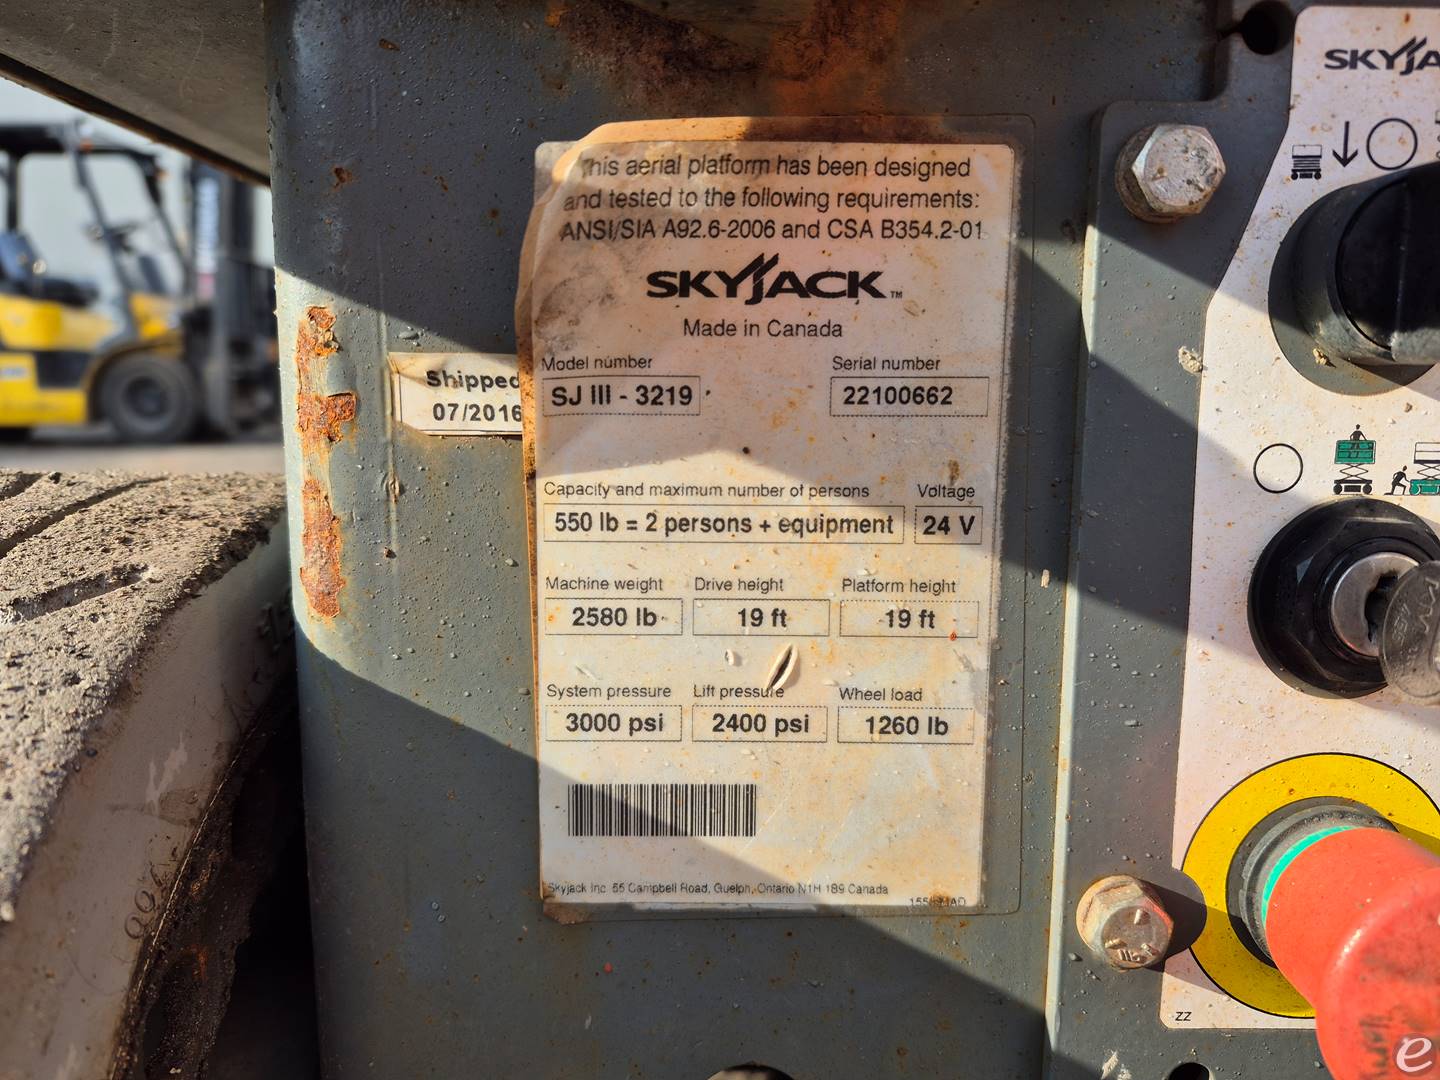 This aerial platform has been designed
and tested to the following requirements:
ANSI/SIA A92.6-2006 and CSA B354.2-01
SKYJACK™
Made in Canada
Model number Serial number
SJ III - 3219 22100662
Shipped
07/2016
Capacity and maximum number of persons Voltage
550 lb = 2 persons + equipment 24 V
Machine weight Drive height Platform height
2580 lb 19 ft 19 ft
System pressure Lift pressure Wheel load
3000 psi 2400 psi 1260 lb
Skyjack Inc. 55 Campbell Road, Guelph, Ontario N1H 1B9 Canada
SKYJA
ZZ
e